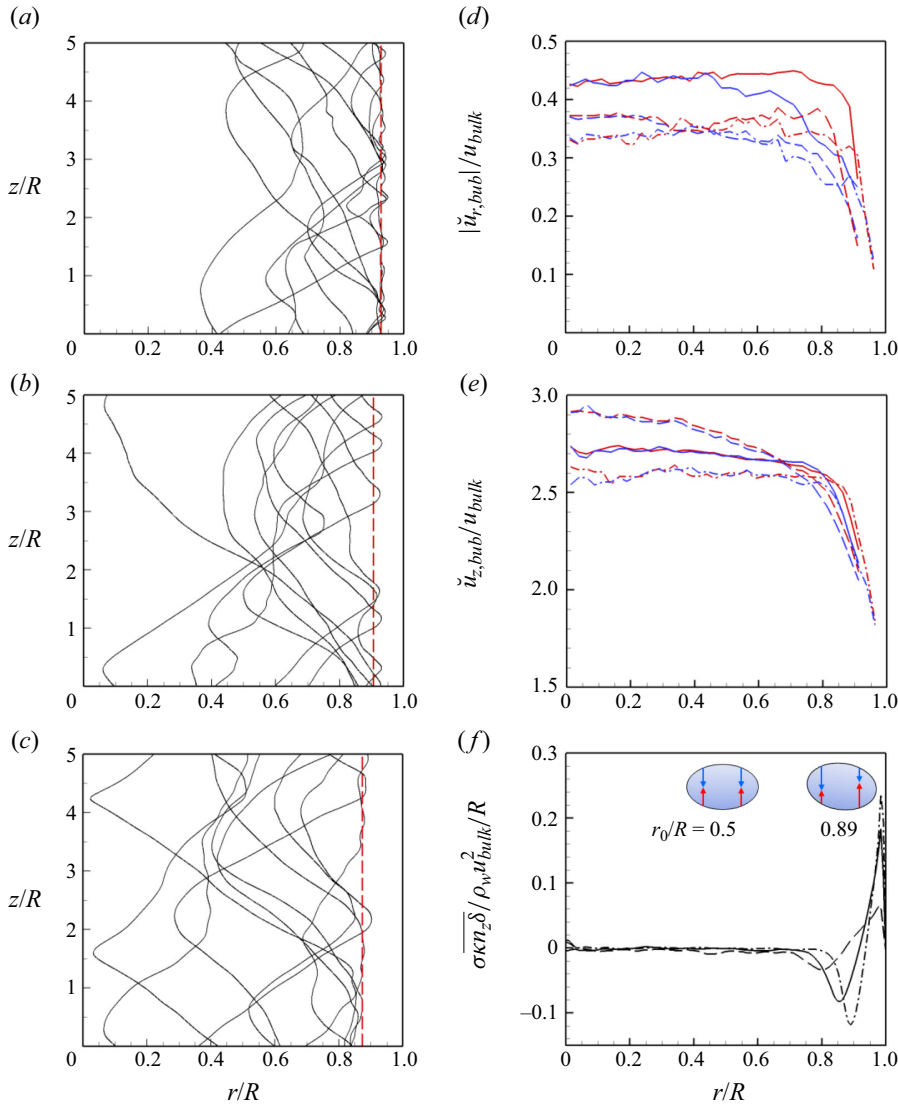 (a)
5
4
3
z/R
2
1
0 0.2 0.4 0.6 0.8 1.0
(b)
5
4
3
z/R
2
1
0 0.2 0.4 0.6 0.8 1.0
(c)
5
4
3
z/R
2
1
0 0.2 0.4 0.6 0.8 1.0
r/R
(d)
0.5
0.4
0.3
0.2
0.1
|ŭr,bub|/ubulk
0 0.2 0.4 0.6 0.8 1.0
(e)
3.0
2.5
2.0
1.5
ŭz,bub/ubulk
0 0.2 0.4 0.6 0.8 1.0
(f)
0.3
0.2
0.1
0
–0.1
σκnzδ/ρwu²bulk/R
r0/R = 0.5 0.89
0 0.2 0.4 0.6 0.8 1.0
r/R